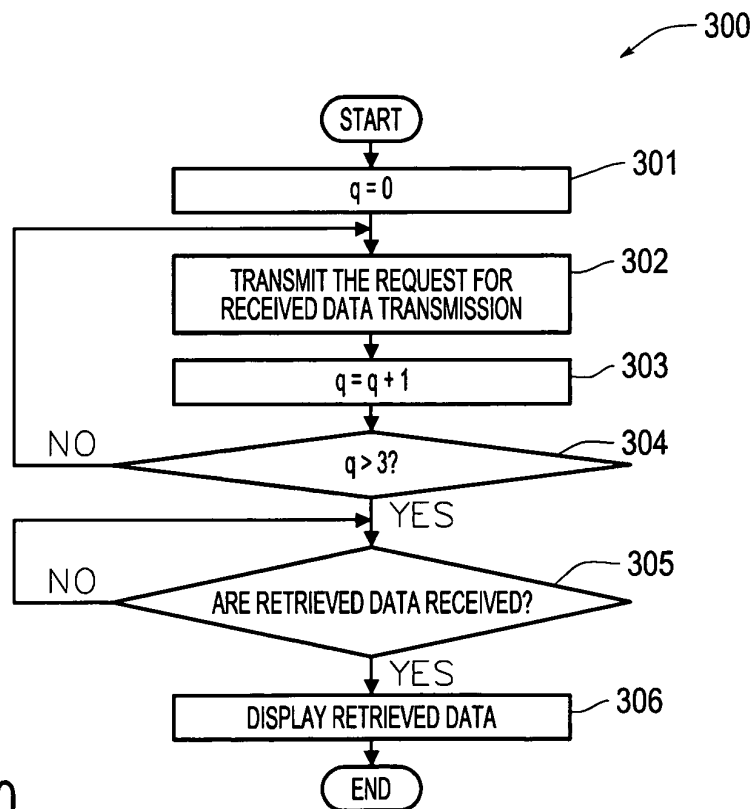 300
START
301
q = 0
302
TRANSMIT THE REQUEST FOR
RECEIVED DATA TRANSMISSION
303
q = q + 1
304
NO
q > 3?
YES
305
NO
ARE RETRIEVED DATA RECEIVED?
YES
306
DISPLAY RETRIEVED DATA
END